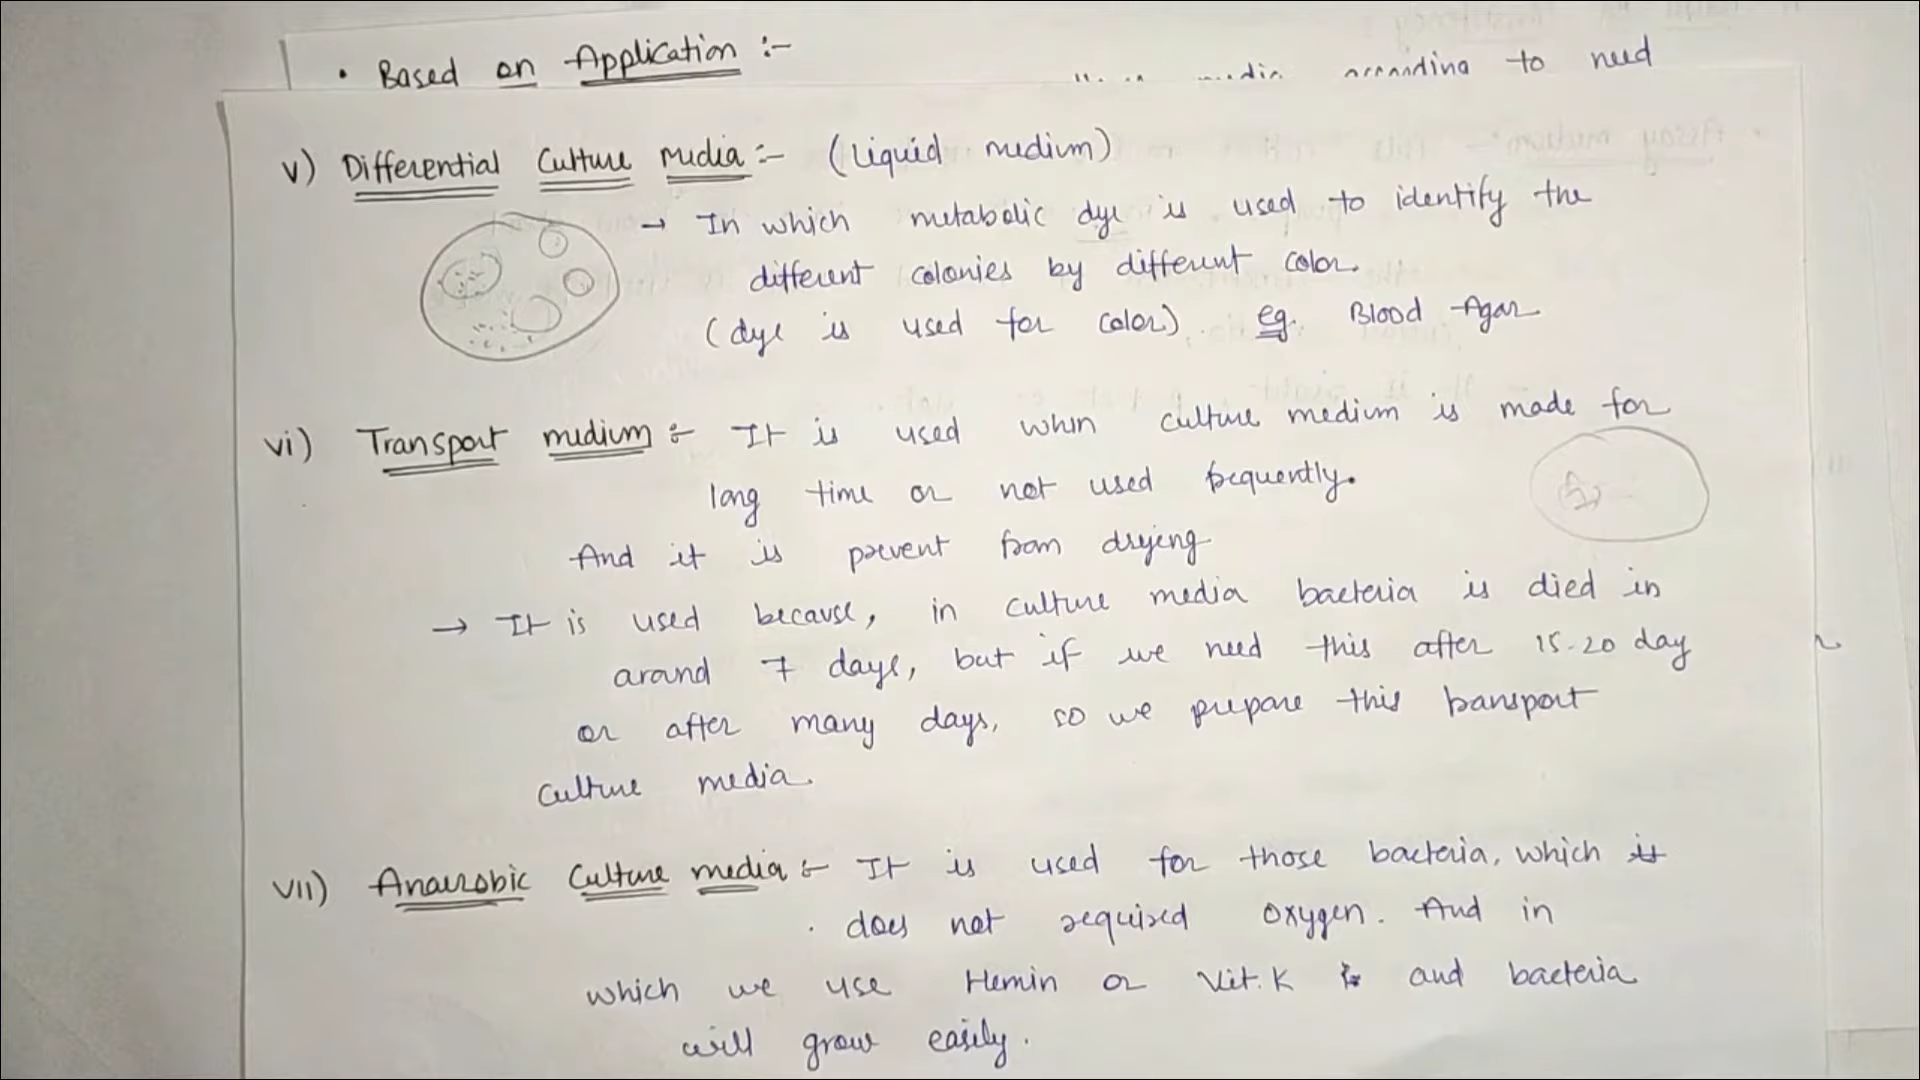 • Based on Application :-
according to need
v) Differential Culture media :- (Liquid medium)
→ In which metabolic dye is used to identify the
different colonies by different color.
(dye is used for color). eg. Blood Agar
vi) Transport medium :- It is used when culture medium is made for
long time or not used frequently.
And it is prevent from drying
→ It is used because, in culture media bacteria is died in
around 7 days, but if we need this after 15-20 day
or after many days, so we prepare this transport
culture media.
vii) Anaerobic Culture media :- It is used for those bacteria, which it
does not required oxygen. And in
which we use Hemin or Vit. K and bacteria
will grow easily.